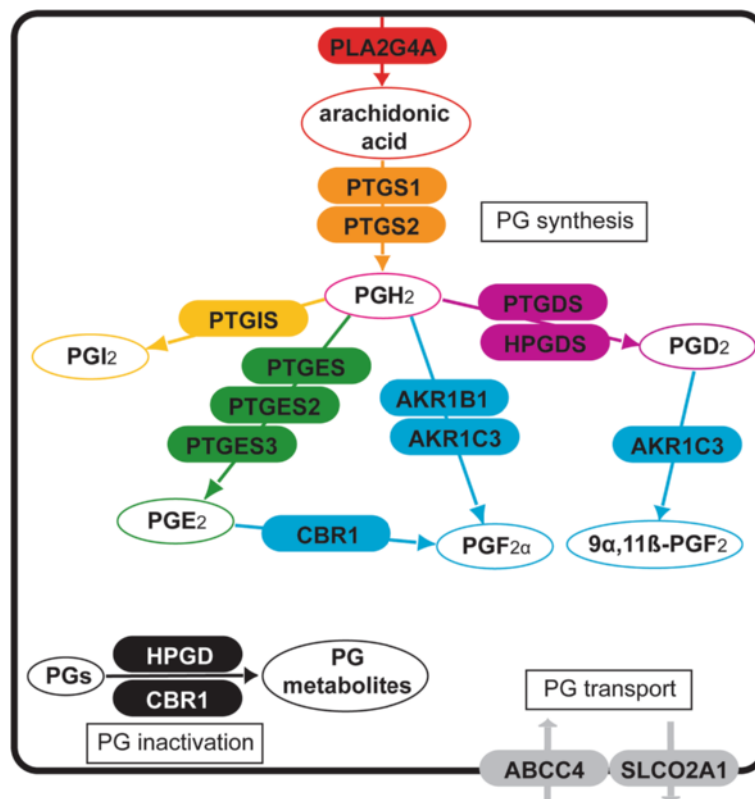 PLA2G4A
arachidonic
acid
PTGS1
PTGS2
PG synthesis
PGH2
PTGIS
PTGDS
HPGDS
PGI2
PGD2
PTGES
PTGES2
PTGES3
AKR1B1
AKR1C3
AKR1C3
PGE2
CBR1
PGF2α
9α,11ß-PGF2
PGs
HPGD
CBR1
PG
metabolites
PG inactivation
PG transport
ABCC4
SLCO2A1